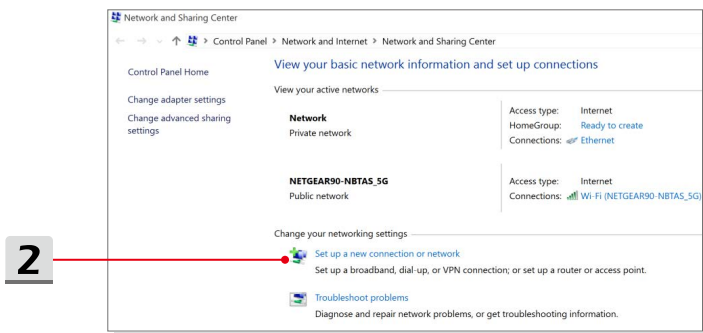 Network and Sharing Center
Control Panel > Network and Internet > Network and Sharing Center
Control Panel Home
Change adapter settings
Change advanced sharing
settings
View your basic network information and set up connections
View your active networks
Network
Private network
Access type: Internet
HomeGroup: Ready to create
Connections: Ethernet
NETGEAR90-NBTAS_5G
Public network
Access type: Internet
Connections: Wi-Fi (NETGEAR90-NBTAS_5G)
Change your networking settings
2
Set up a new connection or network
Set up a broadband, dial-up, or VPN connection; or set up a router or access point.
Troubleshoot problems
Diagnose and repair network problems, or get troubleshooting information.